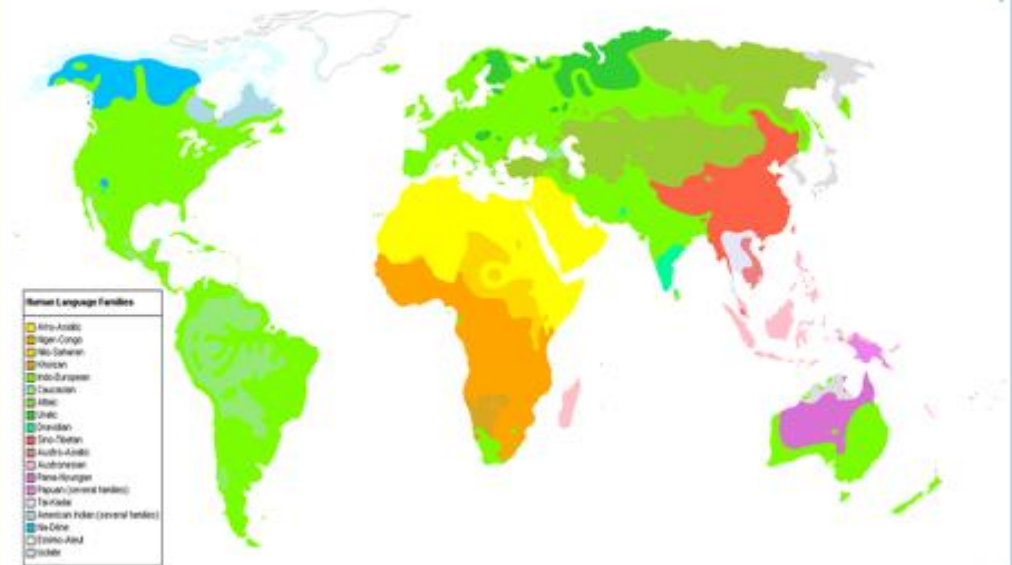 Human Language Families
Afro-Asiatic
Niger-Congo
Nilo-Saharan
Khoisan
Indo-European
Caucasian
Altaic
Uralic
Dravidian
Sino-Tibetan
Austro-Asiatic
Austronesian
Pama-Nyungan
Papuan (several families)
Tai-Kadai
American Indian (several families)
Na-Dene
Eskimo-Aleut
Isolate